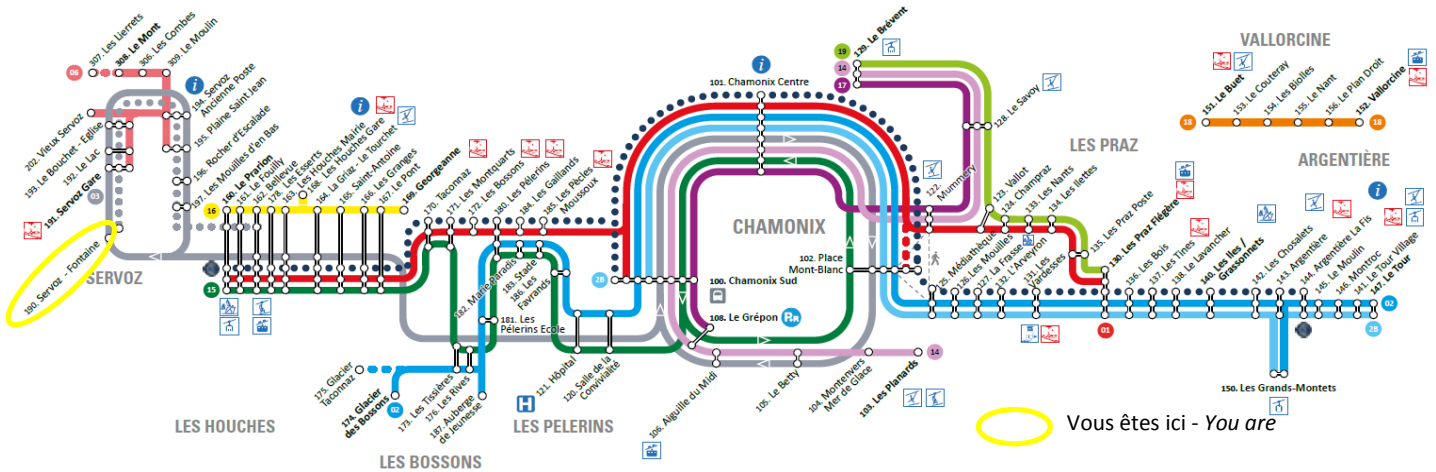 307. Les Lierrets
308. Le Mont
306. Les Combes
309. Le Moulin
06
194. Servoz
Ancienne Poste
195. Plaine Saint Jean
196. Rocher d'Escalade
197. Les Mouilles d'en Bas
202. Vieux Servoz
193. Le Bouchet - Eglise
192. Le Lac
191. Servoz Gare
03
190. Servoz - Fontaine
SERVOZ
16
15
160. Le Prarion
161. Le Fouilly
162. Bellevue
178. Les Esserts
163. Les Houches Mairie
168. Les Houches Gare
164. La Griaz- Le Tourchet
165. Saint-Antoine
166. Les Granges
167. Le Pont
169. Georgeanne
170. Taconnaz
171. Les Montquarts
172. Les Bossons
180. Les Pélerins
184. Les Gaillands
185. Les Pècles
Moussoux
182. Marie Paradis
183. Stade
186. Les
Favrands
181. Les
Pélerins Ecole
175. Glacier
Taconnaz
174. Glacier
des Bossons
02
173. Les Tissières
176. Les Rives
187. Auberge
de Jeunesse
121. Hôpital
120. Salle de la
Convivialité
H
LES HOUCHES
LES BOSSONS
LES PELERINS
2B
101. Chamonix Centre
CHAMONIX
102. Place
Mont-Blanc
100. Chamonix Sud
108. Le Grépon
P+R
106. Aiguille du Midi
105. Le Betty
104. Montenvers
Mer de Glace
103. Les Planards
14
19
14
17
129. Le Brévent
128. Le Savoy
122.
Mummery
123. Vallot
124. Champraz
133. Les Nants
134. Les Ilettes
LES PRAZ
135. Les Praz Poste
130. Les Praz Flégère
125. Médiathèque
126. Les Mouilles
127. La Frasse
132. L'Arveyron
131. Les
Vardesses
01
136. Les Bois
137. Les Tines
138. Le Lavancher
140. Les Iles /
Grassonnets
142. Les Chosalets
143. Argentière
144. Argentière La Fis
145. Le Moulin
146. Montroc
141. Le Tour Village
147. Le Tour
02
2B
150. Les Grands-Montets
ARGENTIÈRE
VALLORCINE
18
151. Le Buet
153. Le Couteray
154. Les Biolles
155. Le Nant
156. Le Plan Droit
152. Vallorcine
18
Vous êtes ici - You are